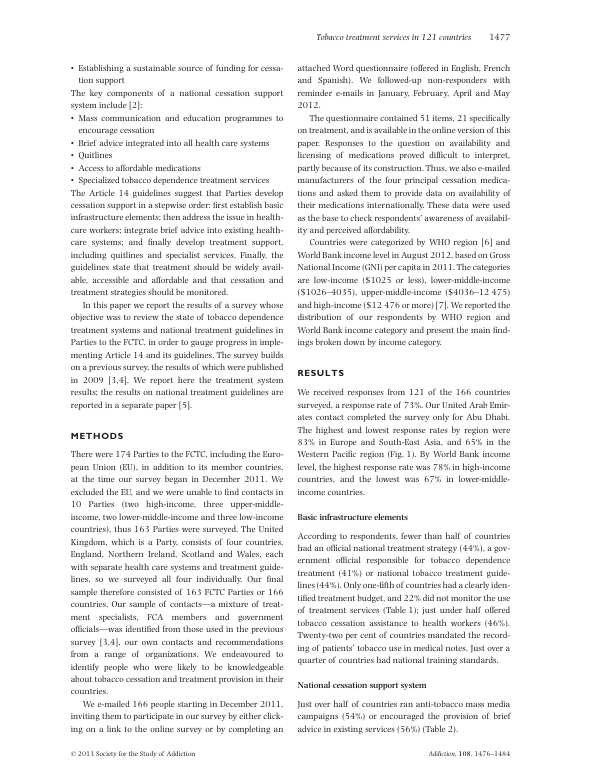 Tobacco treatment services in 121 countries 1477
• Establishing a sustainable source of funding for cessa-
tion support
The key components of a national cessation support
system include [2]:
• Mass communication and education programmes to
encourage cessation
• Brief advice integrated into all health care systems
• Quitlines
• Access to affordable medications
• Specialized tobacco dependence treatment services
The Article 14 guidelines suggest that Parties develop
cessation support in a stepwise order: first establish basic
infrastructure elements; then address the issue in health-
care workers; integrate brief advice into existing health-
care systems; and finally develop treatment support,
including quitlines and specialist services. Finally, the
guidelines state that treatment should be widely avail-
able, accessible and affordable and that cessation and
treatment strategies should be monitored.
In this paper we report the results of a survey whose
objective was to review the state of tobacco dependence
treatment systems and national treatment guidelines in
Parties to the FCTC, in order to gauge progress in imple-
menting Article 14 and its guidelines. The survey builds
on a previous survey, the results of which were published
in 2009 [3,4]. We report here the treatment system
results; the results on national treatment guidelines are
reported in a separate paper [5].
METHODS
There were 174 Parties to the FCTC, including the Euro-
pean Union (EU), in addition to its member countries,
at the time our survey began in December 2011. We
excluded the EU, and we were unable to find contacts in
10 Parties (two high-income, three upper-middle-
income, two lower-middle-income and three low-income
countries), thus 163 Parties were surveyed. The United
Kingdom, which is a Party, consists of four countries,
England, Northern Ireland, Scotland and Wales, each
with separate health care systems and treatment guide-
lines, so we surveyed all four individually. Our final
sample therefore consisted of 163 FCTC Parties or 166
countries. Our sample of contacts—a mixture of treat-
ment specialists, FCA members and government
officials—was identified from those used in the previous
survey [3,4], our own contacts and recommendations
from a range of organizations. We endeavoured to
identify people who were likely to be knowledgeable
about tobacco cessation and treatment provision in their
countries.
We e-mailed 166 people starting in December 2011,
inviting them to participate in our survey by either click-
ing on a link to the online survey or by completing an
attached Word questionnaire (offered in English, French
and Spanish). We followed-up non-responders with
reminder e-mails in January, February, April and May
2012.
The questionnaire contained 51 items, 21 specifically
on treatment, and is available in the online version of this
paper. Responses to the question on availability and
licensing of medications proved difficult to interpret,
partly because of its construction. Thus, we also e-mailed
manufacturers of the four principal cessation medica-
tions and asked them to provide data on availability of
their medications internationally. These data were used
as the base to check respondents' awareness of availabil-
ity and perceived affordability.
Countries were categorized by WHO region [6] and
World Bank income level in August 2012, based on Gross
National Income (GNI) per capita in 2011. The categories
are low-income ($1025 or less), lower-middle-income
($1026–4035), upper-middle-income ($4036–12 475)
and high-income ($12 476 or more) [7]. We reported the
distribution of our respondents by WHO region and
World Bank income category and present the main find-
ings broken down by income category.
RESULTS
We received responses from 121 of the 166 countries
surveyed, a response rate of 73%. Our United Arab Emir-
ates contact completed the survey only for Abu Dhabi.
The highest and lowest response rates by region were
83% in Europe and South-East Asia, and 65% in the
Western Pacific region (Fig. 1). By World Bank income
level, the highest response rate was 78% in high-income
countries, and the lowest was 67% in lower-middle-
income countries.
Basic infrastructure elements
According to respondents, fewer than half of countries
had an official national treatment strategy (44%), a gov-
ernment official responsible for tobacco dependence
treatment (41%) or national tobacco treatment guide-
lines (44%). Only one-fifth of countries had a clearly iden-
tified treatment budget, and 22% did not monitor the use
of treatment services (Table 1); just under half offered
tobacco cessation assistance to health workers (46%).
Twenty-two per cent of countries mandated the record-
ing of patients' tobacco use in medical notes. Just over a
quarter of countries had national training standards.
National cessation support system
Just over half of countries ran anti-tobacco mass media
campaigns (54%) or encouraged the provision of brief
advice in existing services (56%) (Table 2).
© 2013 Society for the Study of Addiction Addiction, 108, 1476–1484